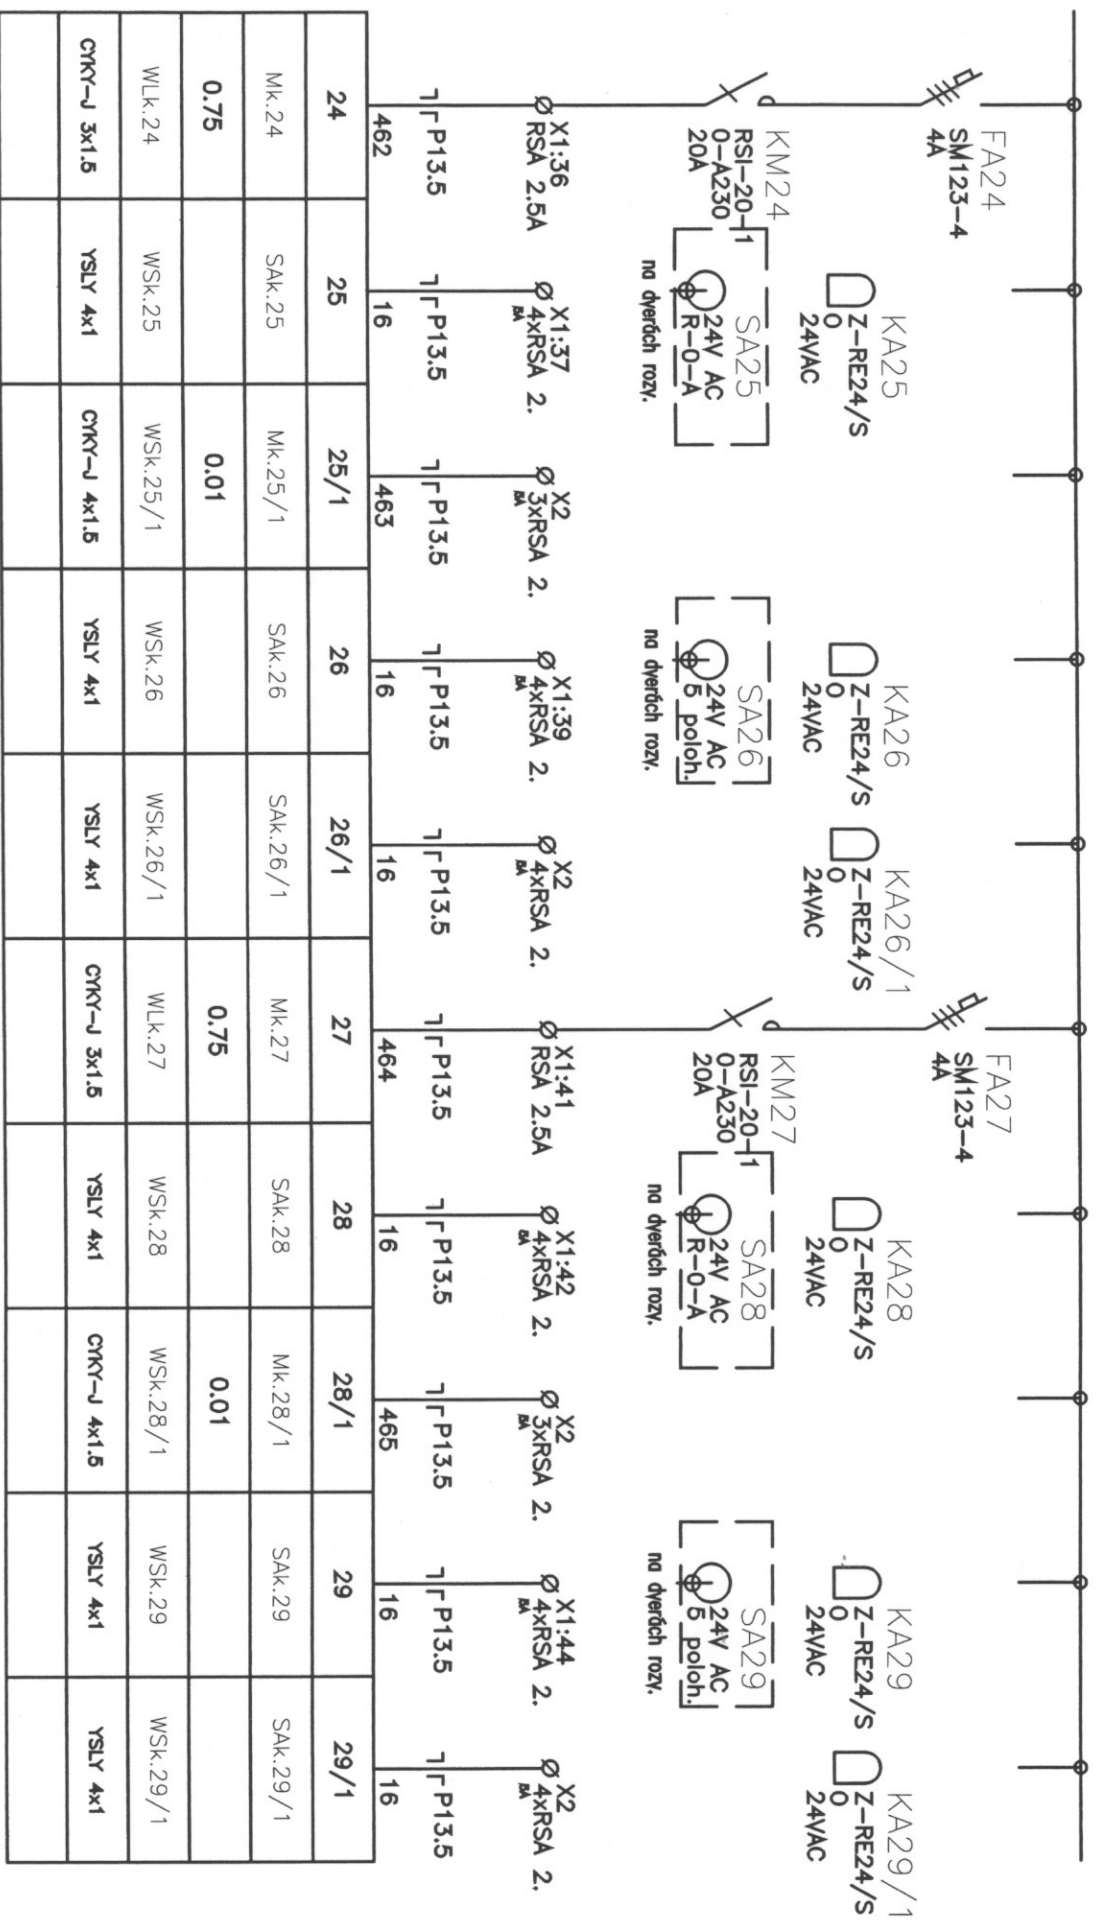 FA24
SM123-4
4A
KM24
RSI-20-1
0-A230
20A
X1:36
RSA 2.5A
P13.5
462
KA25
Z-RE24/S
0
24VAC
SA25
24V AC
R-0-A
na dverách rozv.
X1:37
4xRSA 2.
P13.5
16
X2
3xRSA 2.
P13.5
463
KA26
Z-RE24/S
0
24VAC
SA26
24V AC
5 poloh.
na dverách rozv.
X1:39
4xRSA 2.
P13.5
16
KA26/1
Z-RE24/S
0
24VAC
X2
4xRSA 2.
P13.5
16
FA27
SM123-4
4A
KM27
RSI-20-1
0-A230
20A
X1:41
RSA 2.5A
P13.5
464
KA28
Z-RE24/S
0
24VAC
SA28
24V AC
R-0-A
na dverách rozv.
X1:42
4xRSA 2.
P13.5
16
X2
3xRSA 2.
P13.5
465
KA29
Z-RE24/S
0
24VAC
SA29
24V AC
5 poloh.
na dverách rozv.
X1:44
4xRSA 2.
P13.5
16
KA29/1
Z-RE24/S
0
24VAC
X2
4xRSA 2.
P13.5
16
24 25 25/1 26 26/1 27 28 28/1 29 29/1
Mk.24 SAk.25 Mk.25/1 SAk.26 SAk.26/1 Mk.27 SAk.28 Mk.28/1 SAk.29 SAk.29/1
0.75 0.01 0.75 0.01
WLk.24 WSk.25 WSk.25/1 WSk.26 WSk.26/1 WLk.27 WSk.28 WSk.28/1 WSk.29 WSk.29/1
CYKY-J 3x1.5 YSLY 4x1 CYKY-J 4x1.5 YSLY 4x1 YSLY 4x1 CYKY-J 3x1.5 YSLY 4x1 CYKY-J 4x1.5 YSLY 4x1 YSLY 4x1